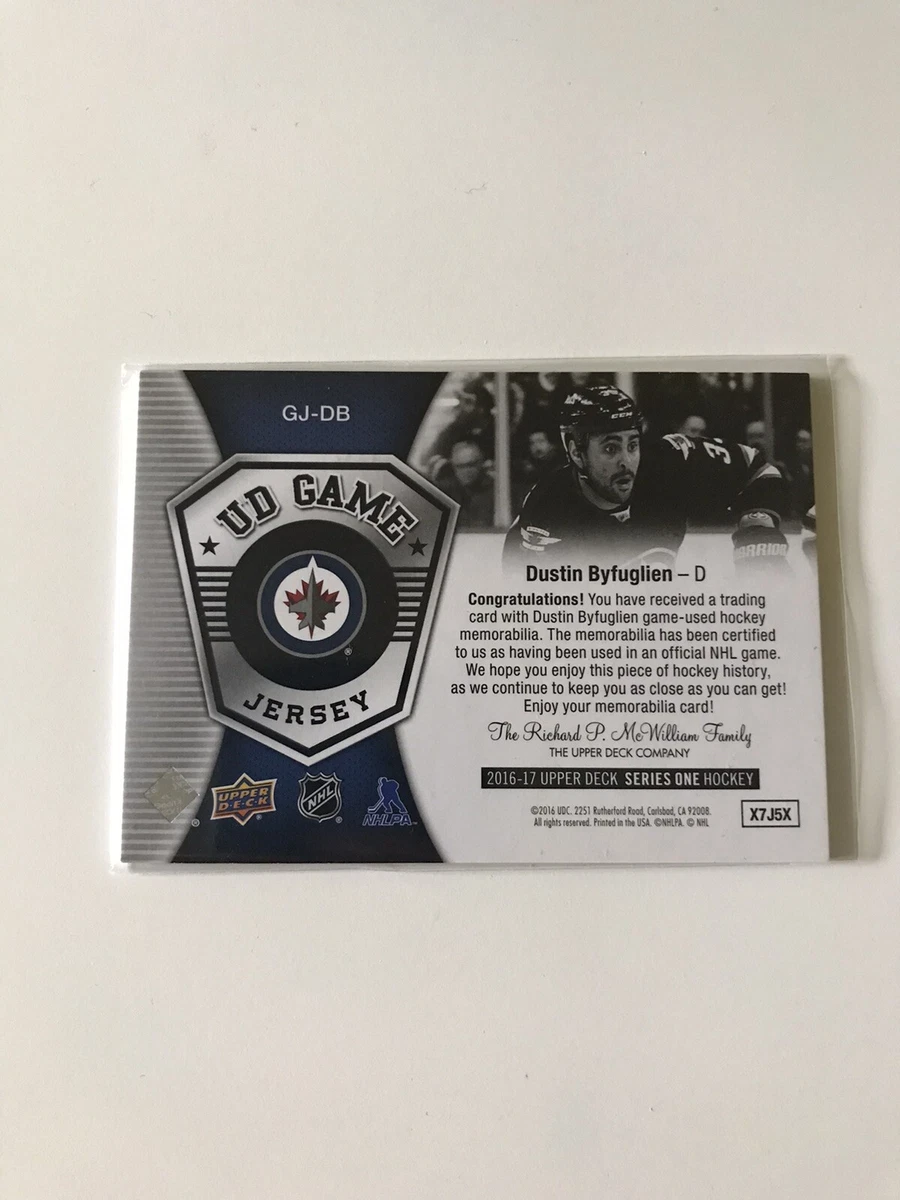 GJ-DB
UD GAME
JERSEY
®
UPPER
D·E·C·K
NHL
®
NHLPA
®
CCM
3
WARRIOR
Dustin Byfuglien – D
Congratulations! You have received a trading
card with Dustin Byfuglien game-used hockey
memorabilia. The memorabilia has been certified
to us as having been used in an official NHL game.
We hope you enjoy this piece of hockey history,
as we continue to keep you as close as you can get!
Enjoy your memorabilia card!
The Richard P. McWilliam Family
THE UPPER DECK COMPANY
2016-17 UPPER DECK SERIES ONE HOCKEY
©2016 UDC. 2251 Rutherford Road, Carlsbad, CA 92008.
All rights reserved. Printed in the USA. ©NHLPA. © NHL
X7J5X